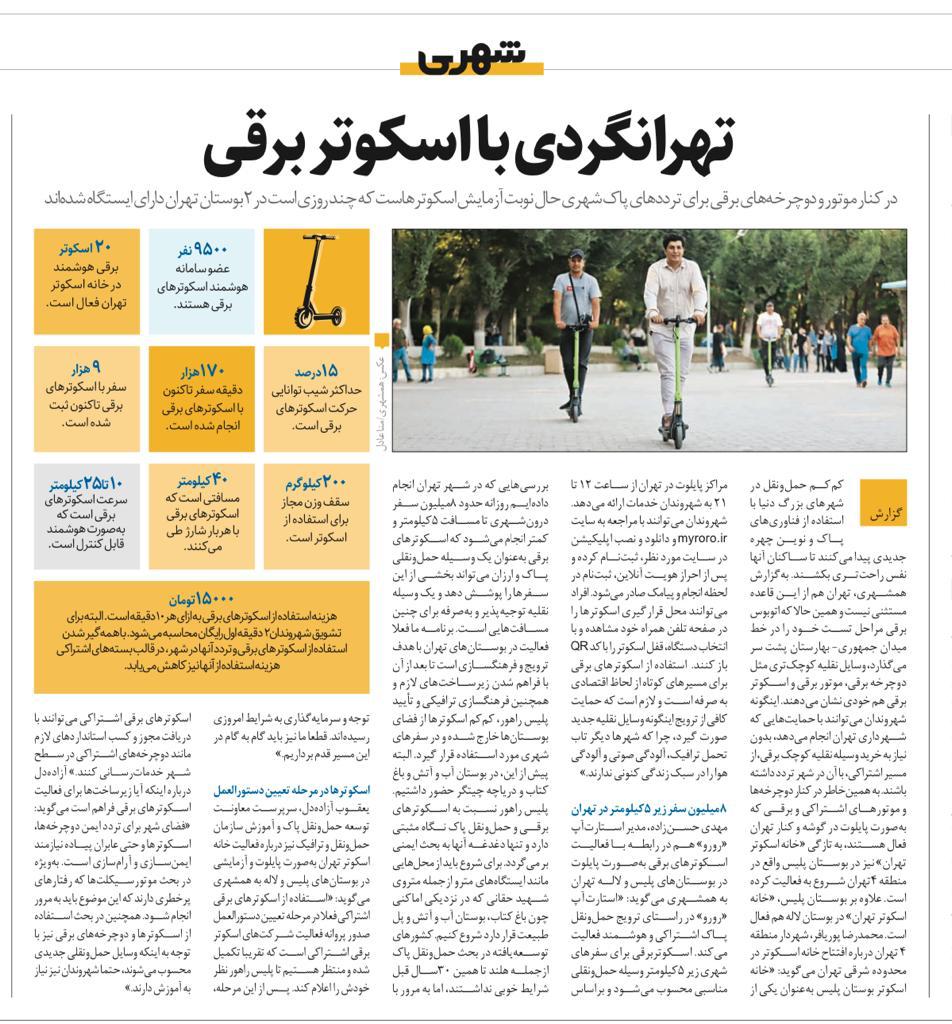 شهری
تهرانگردی با اسکوتر برقی
در کنار موتور و دوچرخه‌های برقی برای ترددهای پاک شهری حال نوبت آزمایش اسکوترهاست که چند روزی است در ۲ بوستان تهران دارای ایستگاه شده‌اند
۹۵۰۰ نفر
عضو سامانه
هوشمند اسکوترهای
برقی هستند.
۲۰ اسکوتر
برقی هوشمند
در خانه اسکوتر
تهران فعال است.
۱۵درصد
حداکثر شیب توانایی
حرکت اسکوترهای
برقی است.
۱۷۰هزار
دقیقه سفر تاکنون
با اسکوترهای برقی
انجام شده است.
۹ هزار
سفر با اسکوترهای
برقی تاکنون ثبت
شده است.
۲۰۰کیلوگرم
سقف وزن مجاز
برای استفاده از
اسکوتر است.
۴۰کیلومتر
مسافتی است که
اسکوترهای برقی
با هر بار شارژ طی
می‌کنند.
۱۰تا۲۵کیلومتر
سرعت اسکوترهای
برقی است که
به‌صورت هوشمند
قابل کنترل است.
۱۵۰۰۰تومان
هزینه استفاده از اسکوترهای برقی به‌ازای هر ۱۰دقیقه است. البته برای
تشویق شهروندان ۲دقیقه اول رایگان محاسبه می‌شود. با همه‌گیر شدن
استفاده از اسکوترهای برقی و تردد آنها در شهر، در قالب بسته‌های اشتراکی
هزینه استفاده از آنها نیز کاهش می‌یابد.
عکس: همشهری/
گزارش
کم‌کم حمل‌ونقل در
شهرهای بزرگ دنیا با
استفاده از فناوری‌های
پاک و نوین چهره
جدیدی پیدا می‌کنند تا ساکنان آنها
نفس راحت‌تری بکشند. به‌گزارش
همشهری، تهران هم از این قاعده
مستثنی نیست و همین حالا که اتوبوس
برقی مراحل تست خود را در خط
میدان جمهوری- بهارستان پشت سر
می‌گذارد، وسایل نقلیه کوچک‌تری مثل
دوچرخه برقی، موتور برقی و اسکوتر
برقی هم خودی نشان می‌دهند. اینگونه
شهروندان می‌توانند با حمایت‌هایی که
شهرداری تهران انجام می‌دهد، بدون
نیاز به خرید وسیله نقلیه کوچک برقی، از
مسیر اشتراکی، با آن در شهر تردد داشته
باشند. به همین‌خاطر در کنار دوچرخه‌ها
و موتورهای اشتراکی و برقی که
به‌صورت پایلوت در گوشه و کنار تهران
فعال هستند، به تازگی «خانه اسکوتر
تهران» نیز در بوستان پلیس واقع در
منطقه ۴تهران شروع به فعالیت کرده
است. علاوه بر بوستان پلیس، «خانه
اسکوتر تهران» در بوستان لاله هم فعال
است. محمدرضا پورباقر، شهردار منطقه
۴ تهران درباره افتتاح خانه اسکوتر در
محدوده شرقی تهران می‌گوید: «خانه
اسکوتر بوستان پلیس به‌عنوان یکی از
مراکز پایلوت در تهران از ساعت ۱۲ تا
۲۱ به شهروندان خدمات ارائه می‌دهد.
شهروندان می‌توانند با مراجعه به سایت
myroro.ir و دانلود و نصب اپلیکیشن
در سایت مورد نظر، ثبت‌نام کرده و
پس از احراز هویت آنلاین، ثبت‌نام در
لحظه انجام و پیامک صادر می‌شود. افراد
می‌توانند محل قرارگیری اسکوترها را
در صفحه تلفن همراه خود مشاهده و با
انتخاب دستگاه، قفل اسکوتر را با کد QR
باز کنند. استفاده از اسکوترهای برقی
برای مسیرهای کوتاه از لحاظ اقتصادی
به صرفه است و لازم است که حمایت
کافی از ترویج اینگونه وسایل نقلیه جدید
صورت گیرد، چرا که شهرها دیگر تاب
تحمل ترافیک، آلودگی صوتی و آلودگی
هوا را در سبک زندگی کنونی ندارند.»
۸میلیون سفر زیر ۵کیلومتر در تهران
مهدی حسن‌زاده، مدیر استارت‌آپ
«رورو» هم در رابطه با فعالیت
اسکوترهای برقی به‌صورت پایلوت
در بوستان‌های پلیس و لاله تهران
به همشهری می‌گوید: «استارت‌آپ
«رورو» در راستای ترویج حمل‌ونقل
پاک اشتراکی و هوشمند فعالیت
می‌کند. اسکوتر برقی برای سفرهای
شهری زیر ۵کیلومتر وسیله حمل‌ونقلی
مناسبی محسوب می‌شود و براساس
بررسی‌هایی که در شهر تهران انجام
داده‌ایم روزانه حدود ۸میلیون سفر
درون‌شهری تا مسافت ۵کیلومتر و
کمتر انجام می‌شود که اسکوترهای
برقی به‌عنوان یک وسیله حمل‌ونقلی
پاک و ارزان می‌تواند بخشی از این
سفرها را پوشش دهد و یک وسیله
نقلیه توجیه‌پذیر و به‌صرفه برای چنین
مسافت‌هایی است. برنامه ما فعلا
فعالیت در بوستان‌های تهران با هدف
ترویج و فرهنگسازی است تا بعد از آن
با فراهم شدن زیرساخت‌های لازم و
همچنین فرهنگسازی ترافیکی و تأیید
پلیس راهور، کم‌کم اسکوترها از فضای
بوستان‌ها خارج شده و در سفرهای
شهری مورد استفاده قرار گیرد. البته
پیش از این، در بوستان آب و آتش و باغ
کتاب و دریاچه چیتگر حضور داشتیم.
پلیس راهور نسبت به اسکوترهای
برقی و حمل‌ونقل پاک نگاه مثبتی
دارد و تنها دغدغه آنها به بحث ایمنی
برمی‌گردد. برای شروع باید از محل‌هایی
مانند ایستگاه‌های مترو از جمله متروی
شهید حقانی که در نزدیکی اماکنی
چون باغ کتاب، بوستان آب و آتش و پل
طبیعت قرار دارد شروع کنیم. کشورهای
توسعه‌یافته در بحث حمل‌ونقل پاک
از جمله هلند تا همین ۳۰سال قبل
شرایط خوبی نداشتند، اما به مرور با
توجه و سرمایه‌گذاری به شرایط امروزی
رسیده‌اند. قطعا ما نیز باید گام به گام در
این مسیر قدم برداریم.»
اسکوترها در مرحله تعیین دستورالعمل
یعقوب آزاده‌دل، سرپرست معاونت
توسعه حمل‌ونقل پاک و آموزش سازمان
حمل‌ونقل و ترافیک نیز درباره فعالیت خانه
اسکوتر تهران به‌صورت پایلوت و آزمایشی
در بوستان‌های پلیس و لاله به همشهری
می‌گوید: «استفاده از اسکوترهای برقی
اشتراکی فعلا در مرحله تعیین دستورالعمل
صدور پروانه فعالیت شرکت‌های اسکوتر
برقی اشتراکی است که تقریبا تکمیل
شده و منتظر هستیم تا پلیس راهور نظر
خودش را اعلام کند. پس از این مرحله،
اسکوترهای برقی اشتراکی می‌توانند با
دریافت مجوز و کسب استانداردهای لازم
مانند دوچرخه‌های اشتراکی در سطح
شهر خدمات‌رسانی کنند.» آزاده‌دل
درباره اینکه آیا زیرساخت‌ها برای فعالیت
اسکوترهای برقی فراهم است می‌گوید:
«فضای شهر برای تردد ایمن دوچرخه‌ها،
اسکوترها و حتی عابران پیاده نیازمند
ایمن‌سازی و آرام‌سازی است. به‌ویژه
در بحث موتورسیکلت‌ها که رفتارهای
پرخطری دارند که این موضوع باید به مرور
انجام شود. همچنین در بحث استفاده
از اسکوترها و دوچرخه‌های برقی نیز با
توجه به اینکه وسایل حمل‌ونقلی جدیدی
محسوب می‌شوند، حتما شهروندان نیز نیاز
به آموزش دارند.»